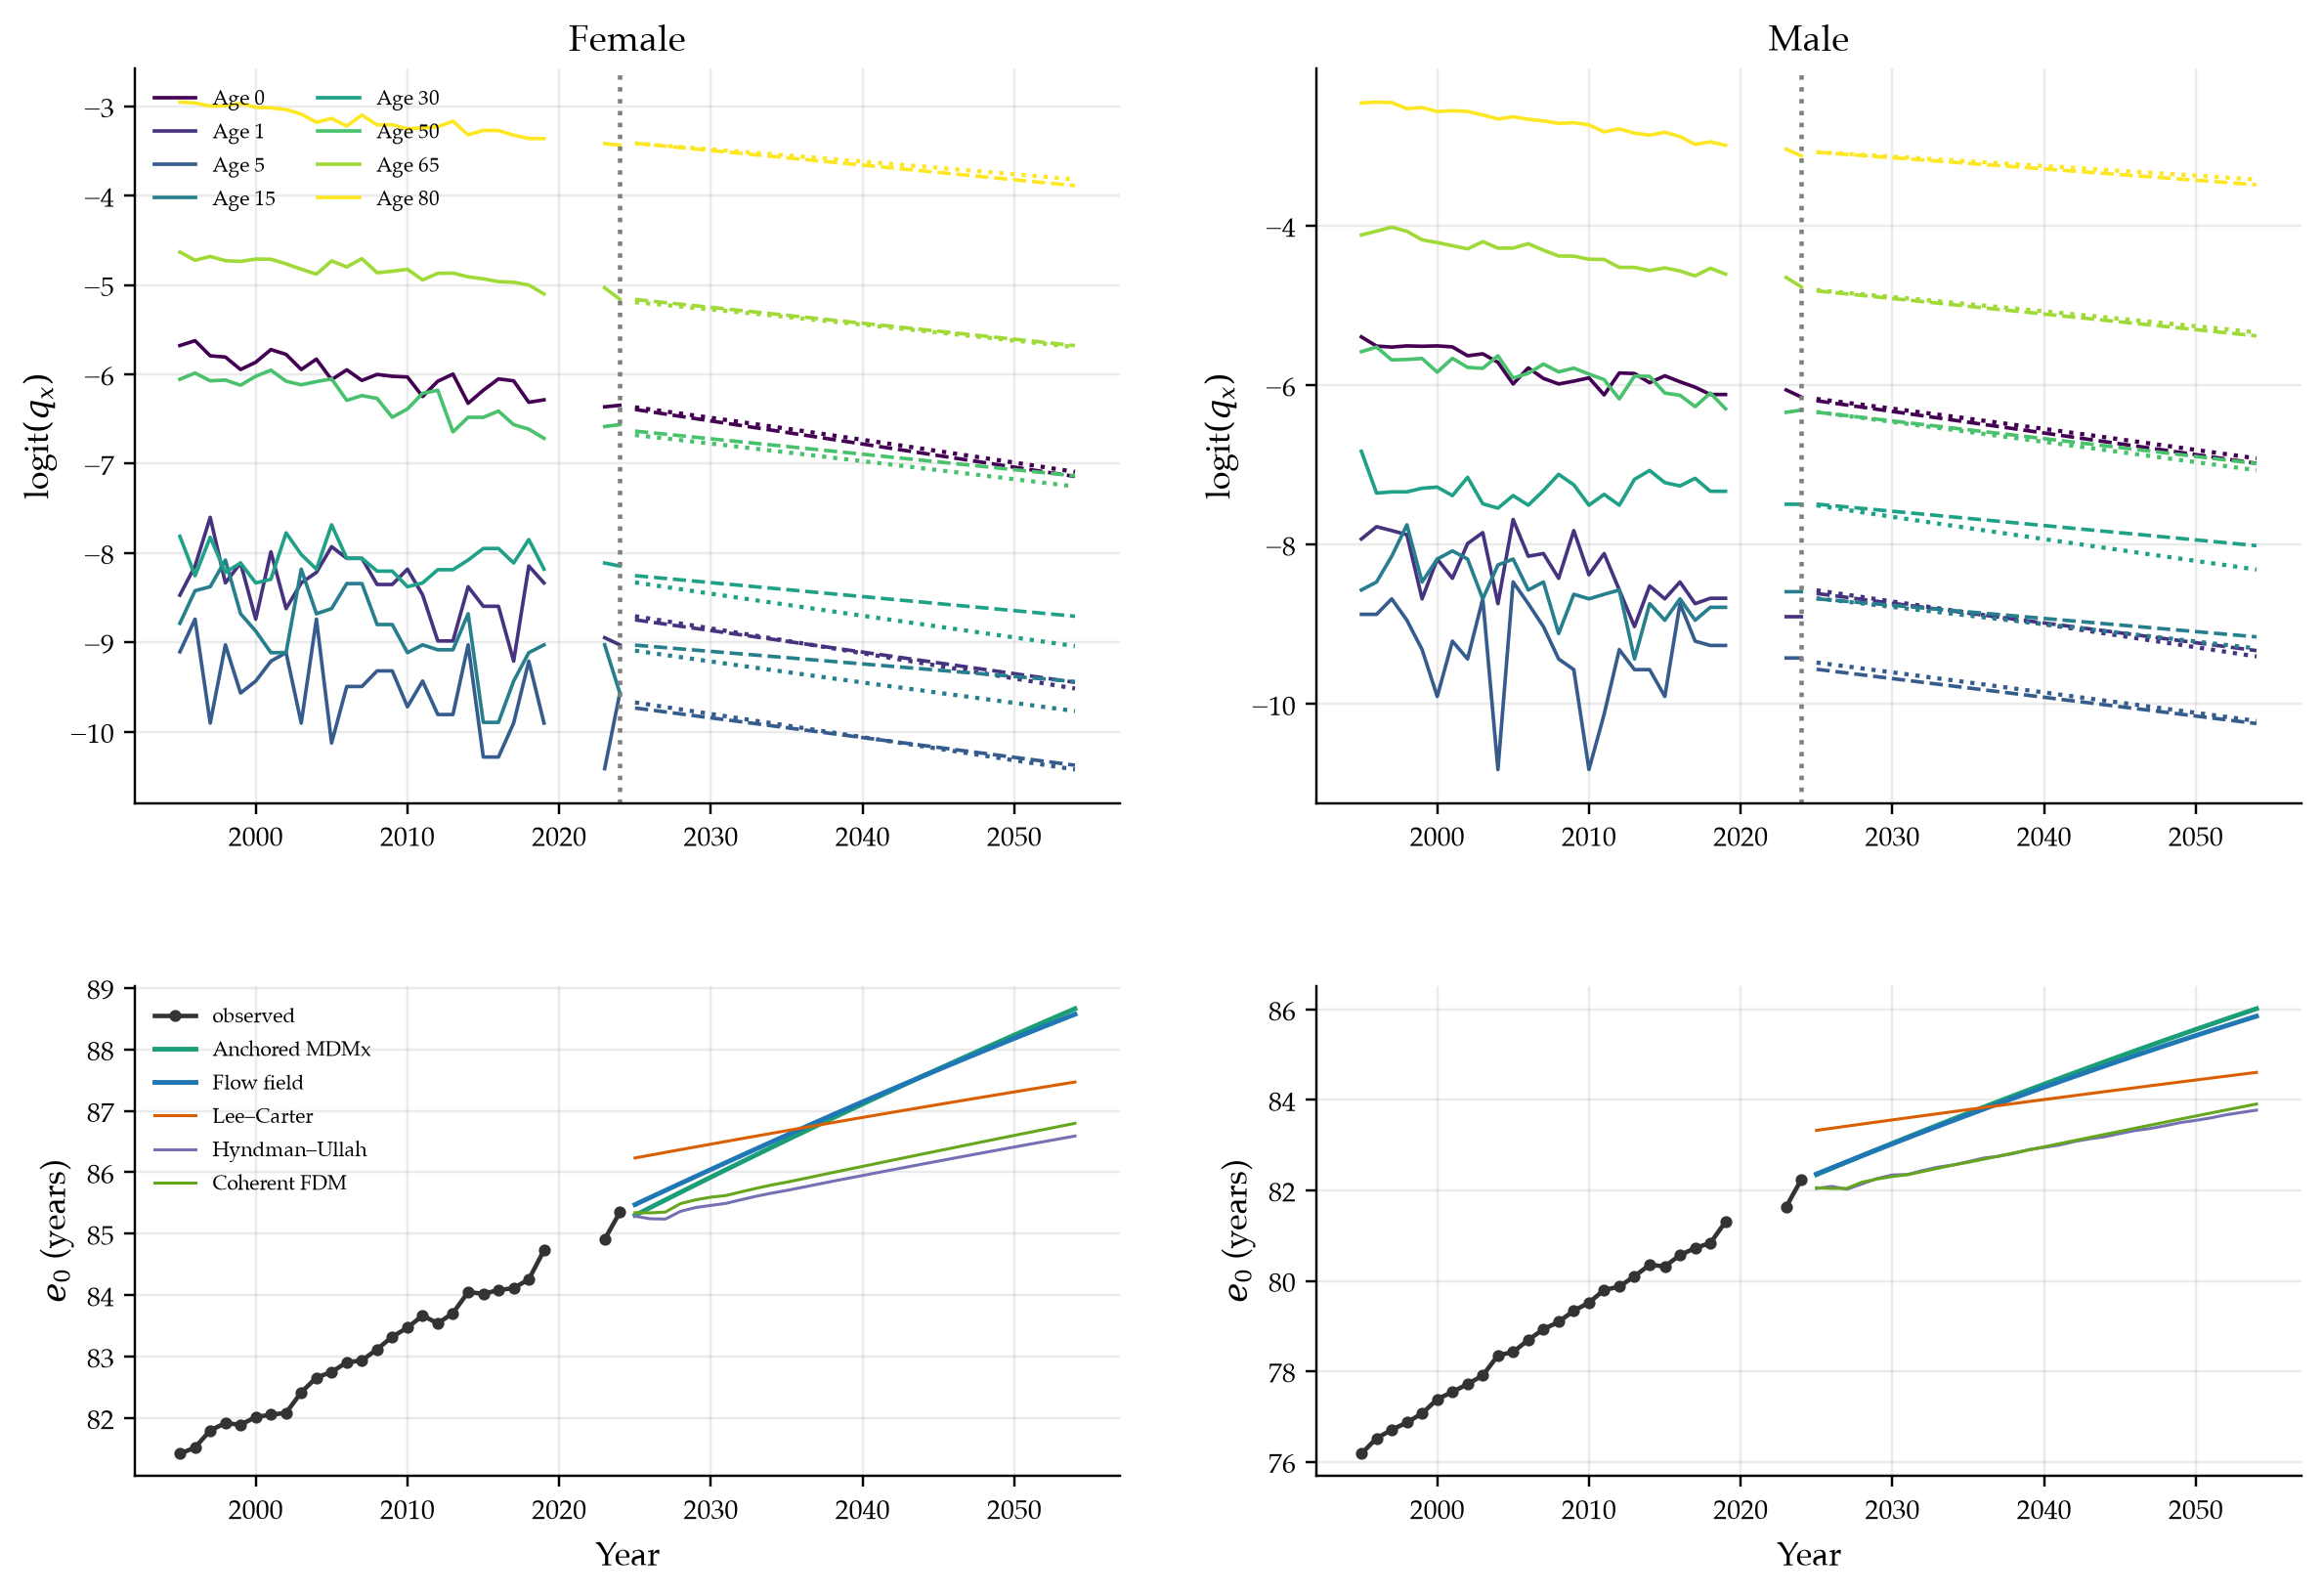 Female
Male
logit(qₓ)
−3
−4
−5
−6
−7
−8
−9
−10
Age 0
Age 1
Age 5
Age 15
Age 30
Age 50
Age 65
Age 80
2000 2010 2020 2030 2040 2050
logit(qₓ)
−4
−6
−8
−10
2000 2010 2020 2030 2040 2050
e₀ (years)
89
88
87
86
85
84
83
82
observed
Anchored MDMx
Flow field
Lee–Carter
Hyndman–Ullah
Coherent FDM
2000 2010 2020 2030 2040 2050
Year
e₀ (years)
86
84
82
80
78
76
2000 2010 2020 2030 2040 2050
Year